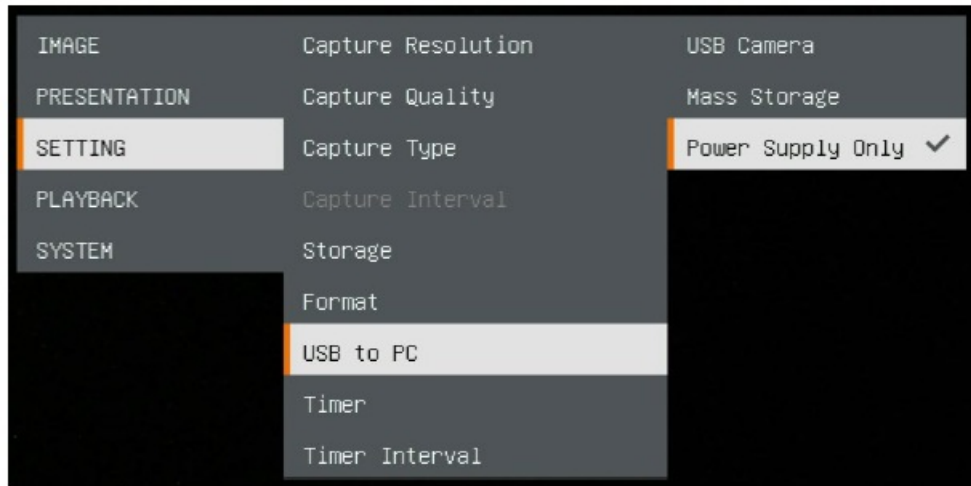 IMAGE
PRESENTATION
SETTING
PLAYBACK
SYSTEM
Capture Resolution
Capture Quality
Capture Type
Capture Interval
Storage
Format
USB to PC
Timer
Timer Interval
USB Camera
Mass Storage
Power Supply Only ✓